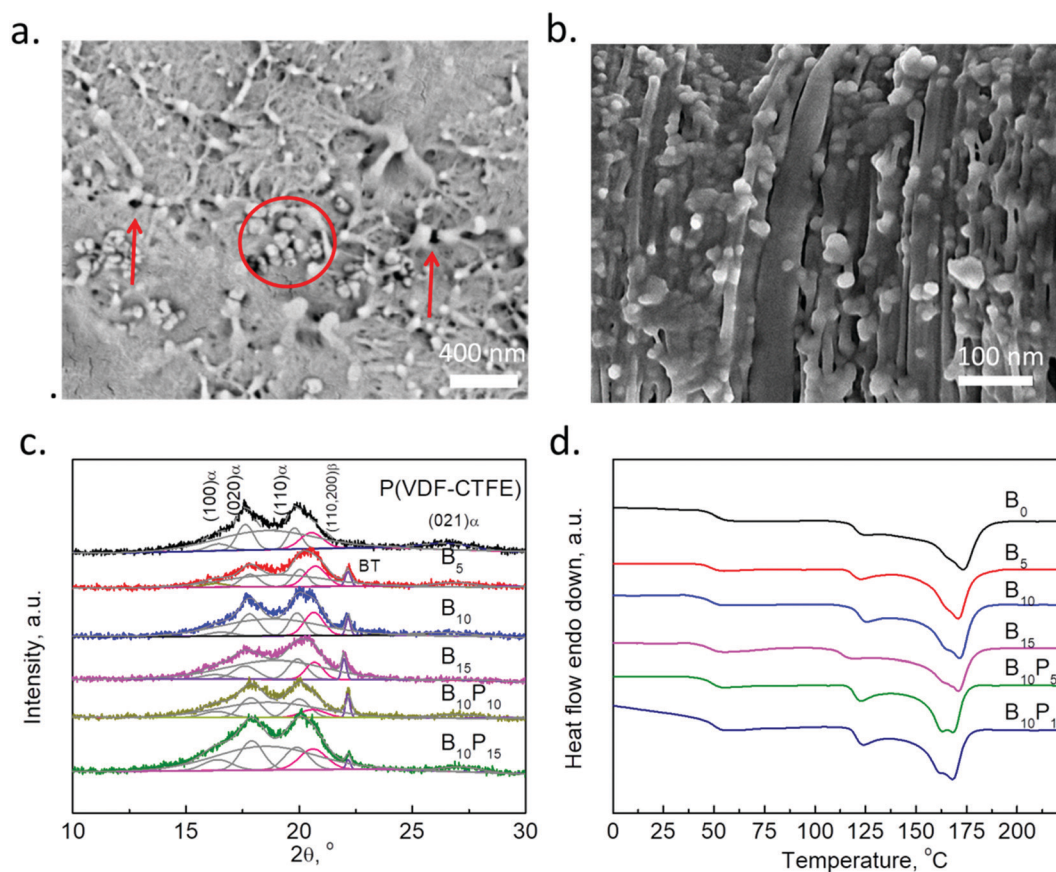 a.
400 nm
.
b.
100 nm
c.
(100)α
(020)α
(110)α
(110,200)β
P(VDF-CTFE)
(021)α
B5
BT
B10
B15
B10P10
B10P15
Intensity, a.u.
10 15 20 25 30
2θ, °
d.
B0
B5
B10
B15
B10P5
B10P1
Heat flow endo down, a.u.
0 25 50 75 100 125 150 175 200
Temperature, °C